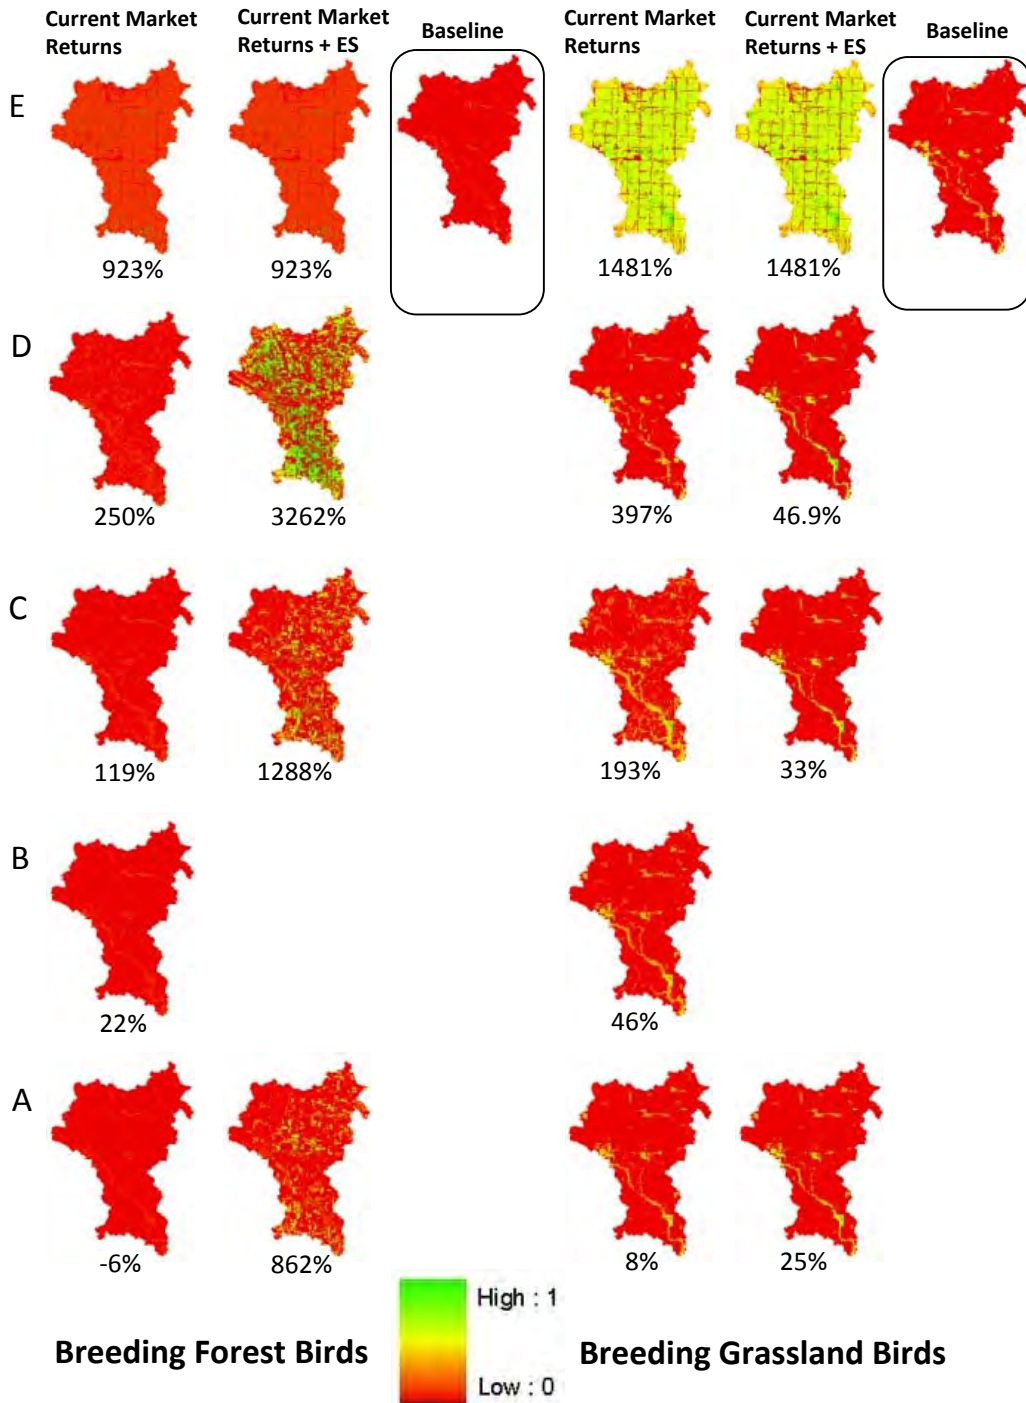 Current Market
Returns
Current Market
Returns + ES
Baseline
Current Market
Returns
Current Market
Returns + ES
Baseline
E
923%
923%
1481%
1481%
D
250%
3262%
397%
46.9%
C
119%
1288%
193%
33%
B
22%
46%
A
-6%
862%
8%
25%
High : 1
Low : 0
Breeding Forest Birds
Breeding Grassland Birds